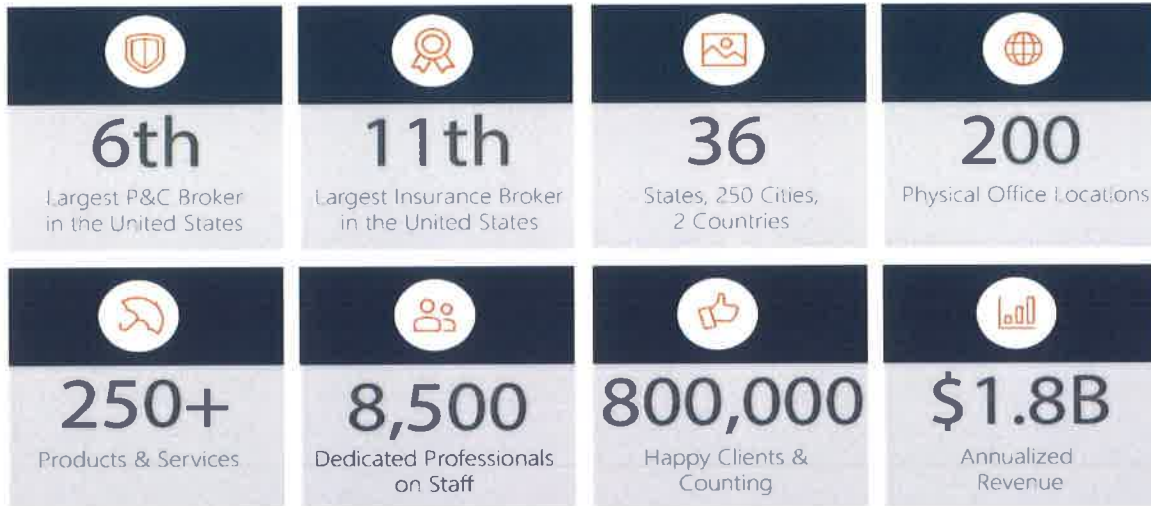 6th
Largest P&C Broker
in the United States
11th
Largest Insurance Broker
in the United States
36
States, 250 Cities,
2 Countries
200
Physical Office Locations
250+
Products & Services
8,500
Dedicated Professionals
on Staff
800,000
Happy Clients &
Counting
$1.8B
Annualized
Revenue